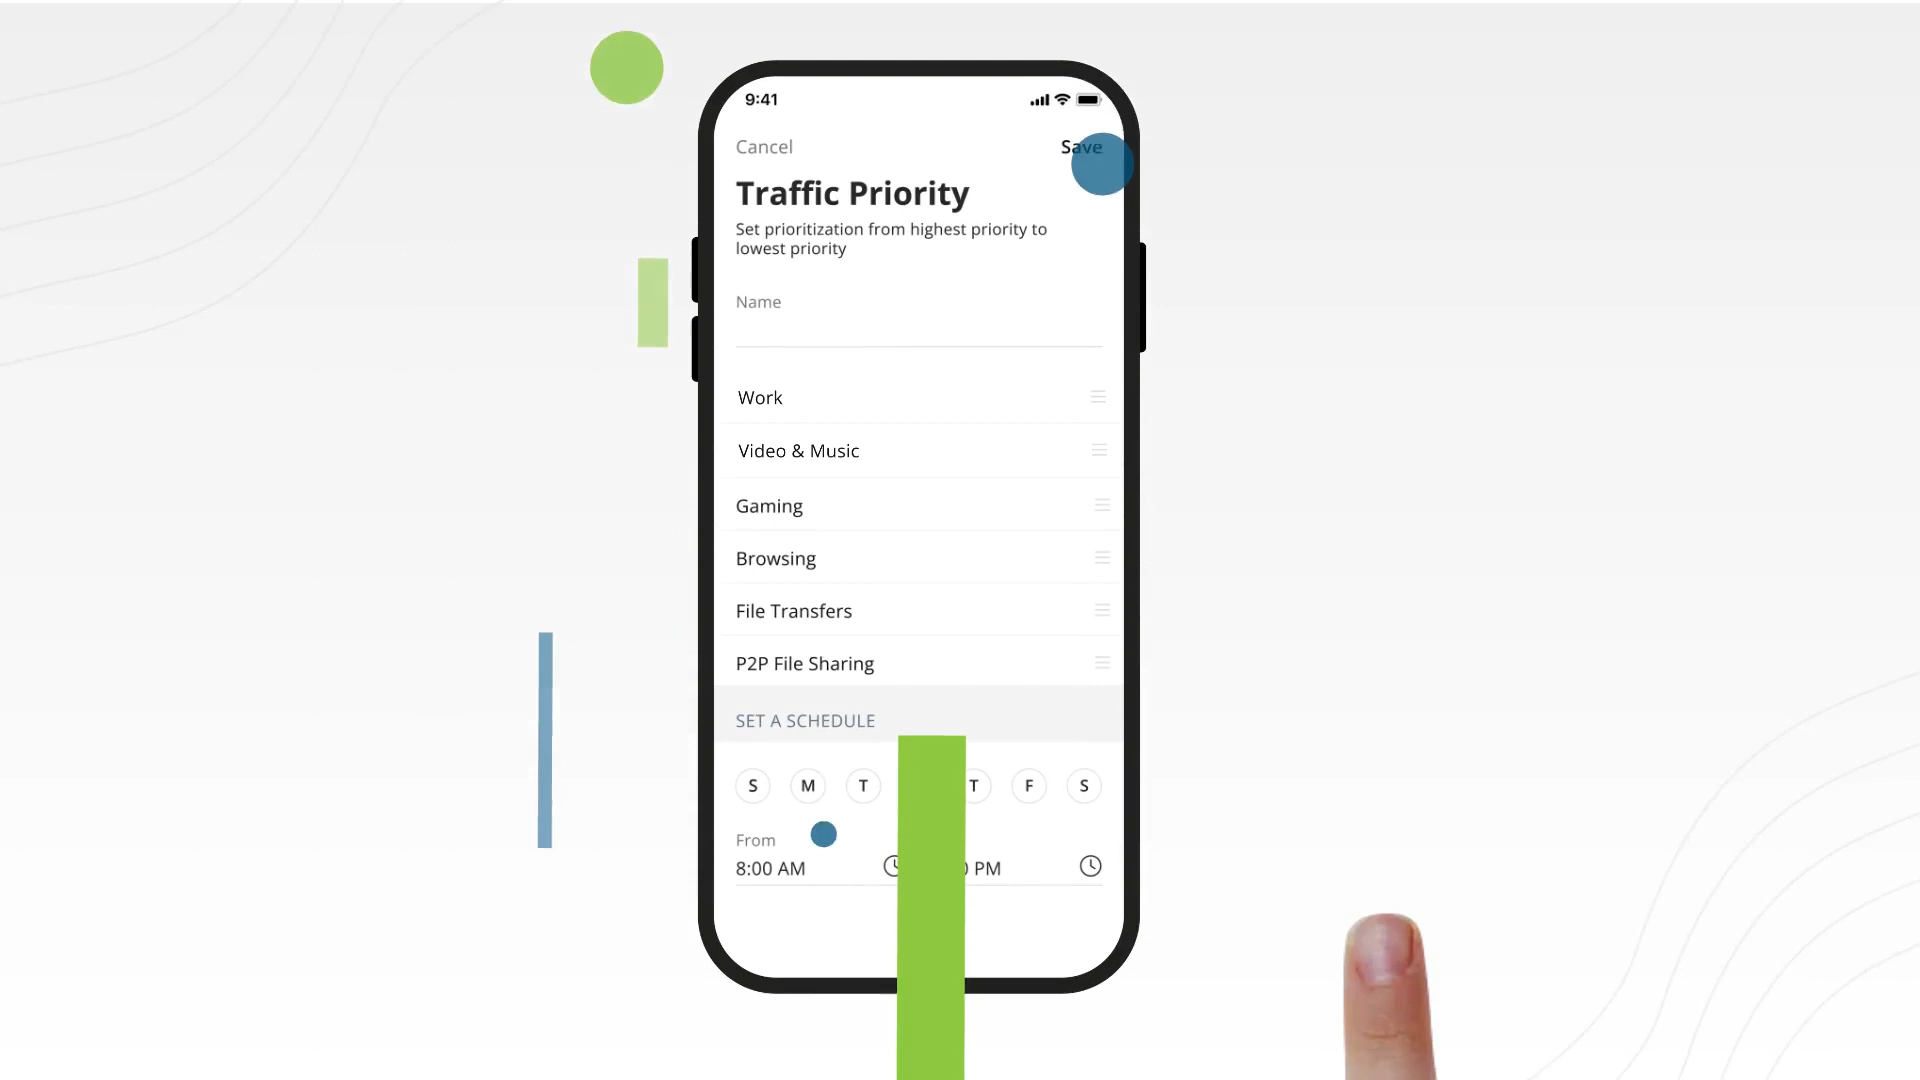 9:41
Cancel Save
Traffic Priority
Set prioritization from highest priority to
lowest priority
Name
Work
Video & Music
Gaming
Browsing
File Transfers
P2P File Sharing
SET A SCHEDULE
S M T T F S
From
8:00 AM PM